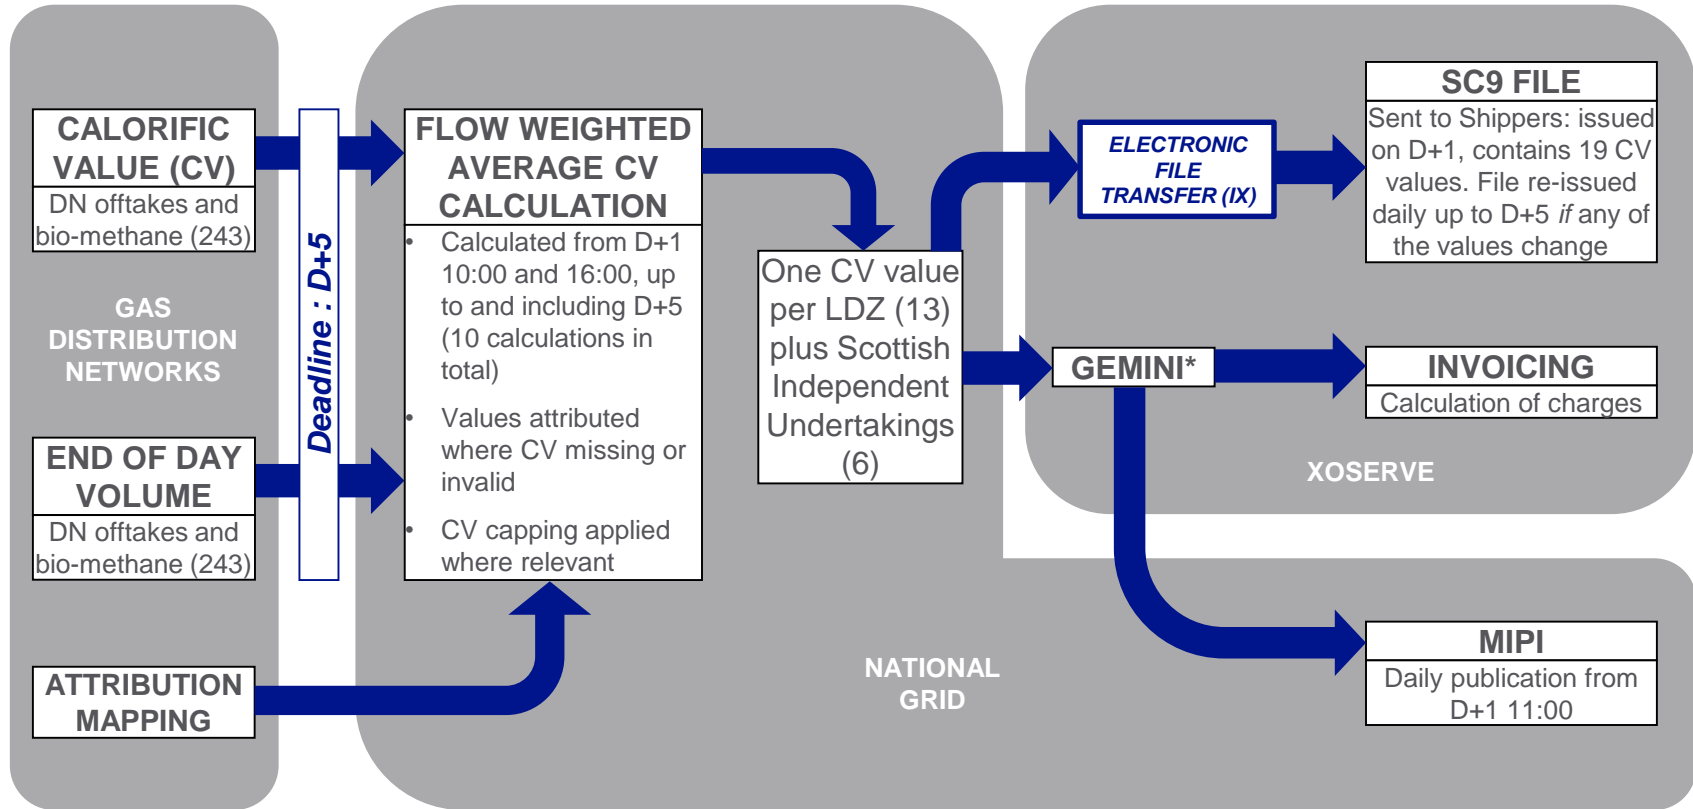 CALORIFIC
VALUE (CV)
DN offtakes and
bio-methane (243)
GAS
DISTRIBUTION
NETWORKS
END OF DAY
VOLUME
DN offtakes and
bio-methane (243)
ATTRIBUTION
MAPPING
Deadline : D+5
FLOW WEIGHTED
AVERAGE CV
CALCULATION
• Calculated from D+1
10:00 and 16:00, up
to and including D+5
(10 calculations in
total)
• Values attributed
where CV missing or
invalid
• CV capping applied
where relevant
One CV value
per LDZ (13)
plus Scottish
Independent
Undertakings
(6)
NATIONAL
GRID
ELECTRONIC
FILE
TRANSFER (IX)
GEMINI*
SC9 FILE
Sent to Shippers: issued
on D+1, contains 19 CV
values. File re-issued
daily up to D+5 if any of
the values change
INVOICING
Calculation of charges
XOSERVE
MIPI
Daily publication from
D+1 11:00